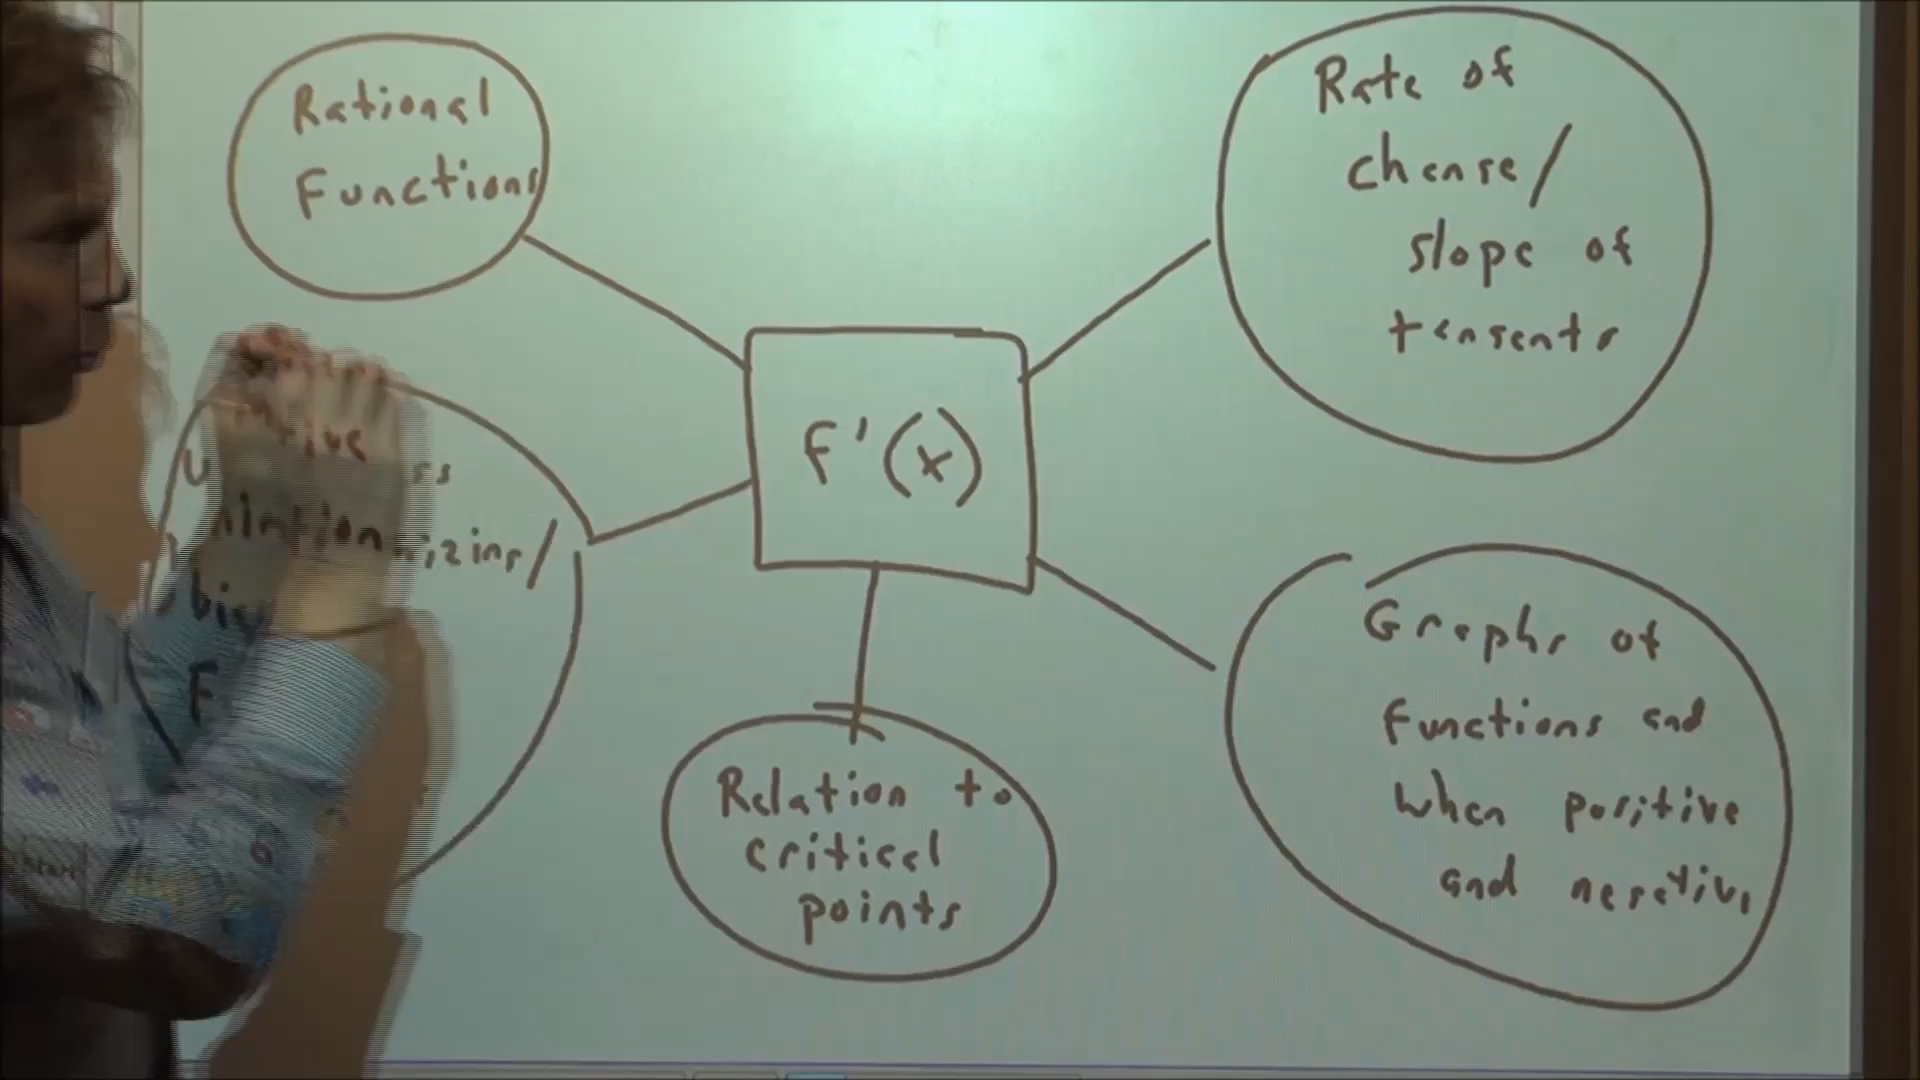 Rational
Functions
Rate of
change/
slope of
tangents
F'(x)
Relation to
critical
points
Graphs of
functions and
when positive
and negative